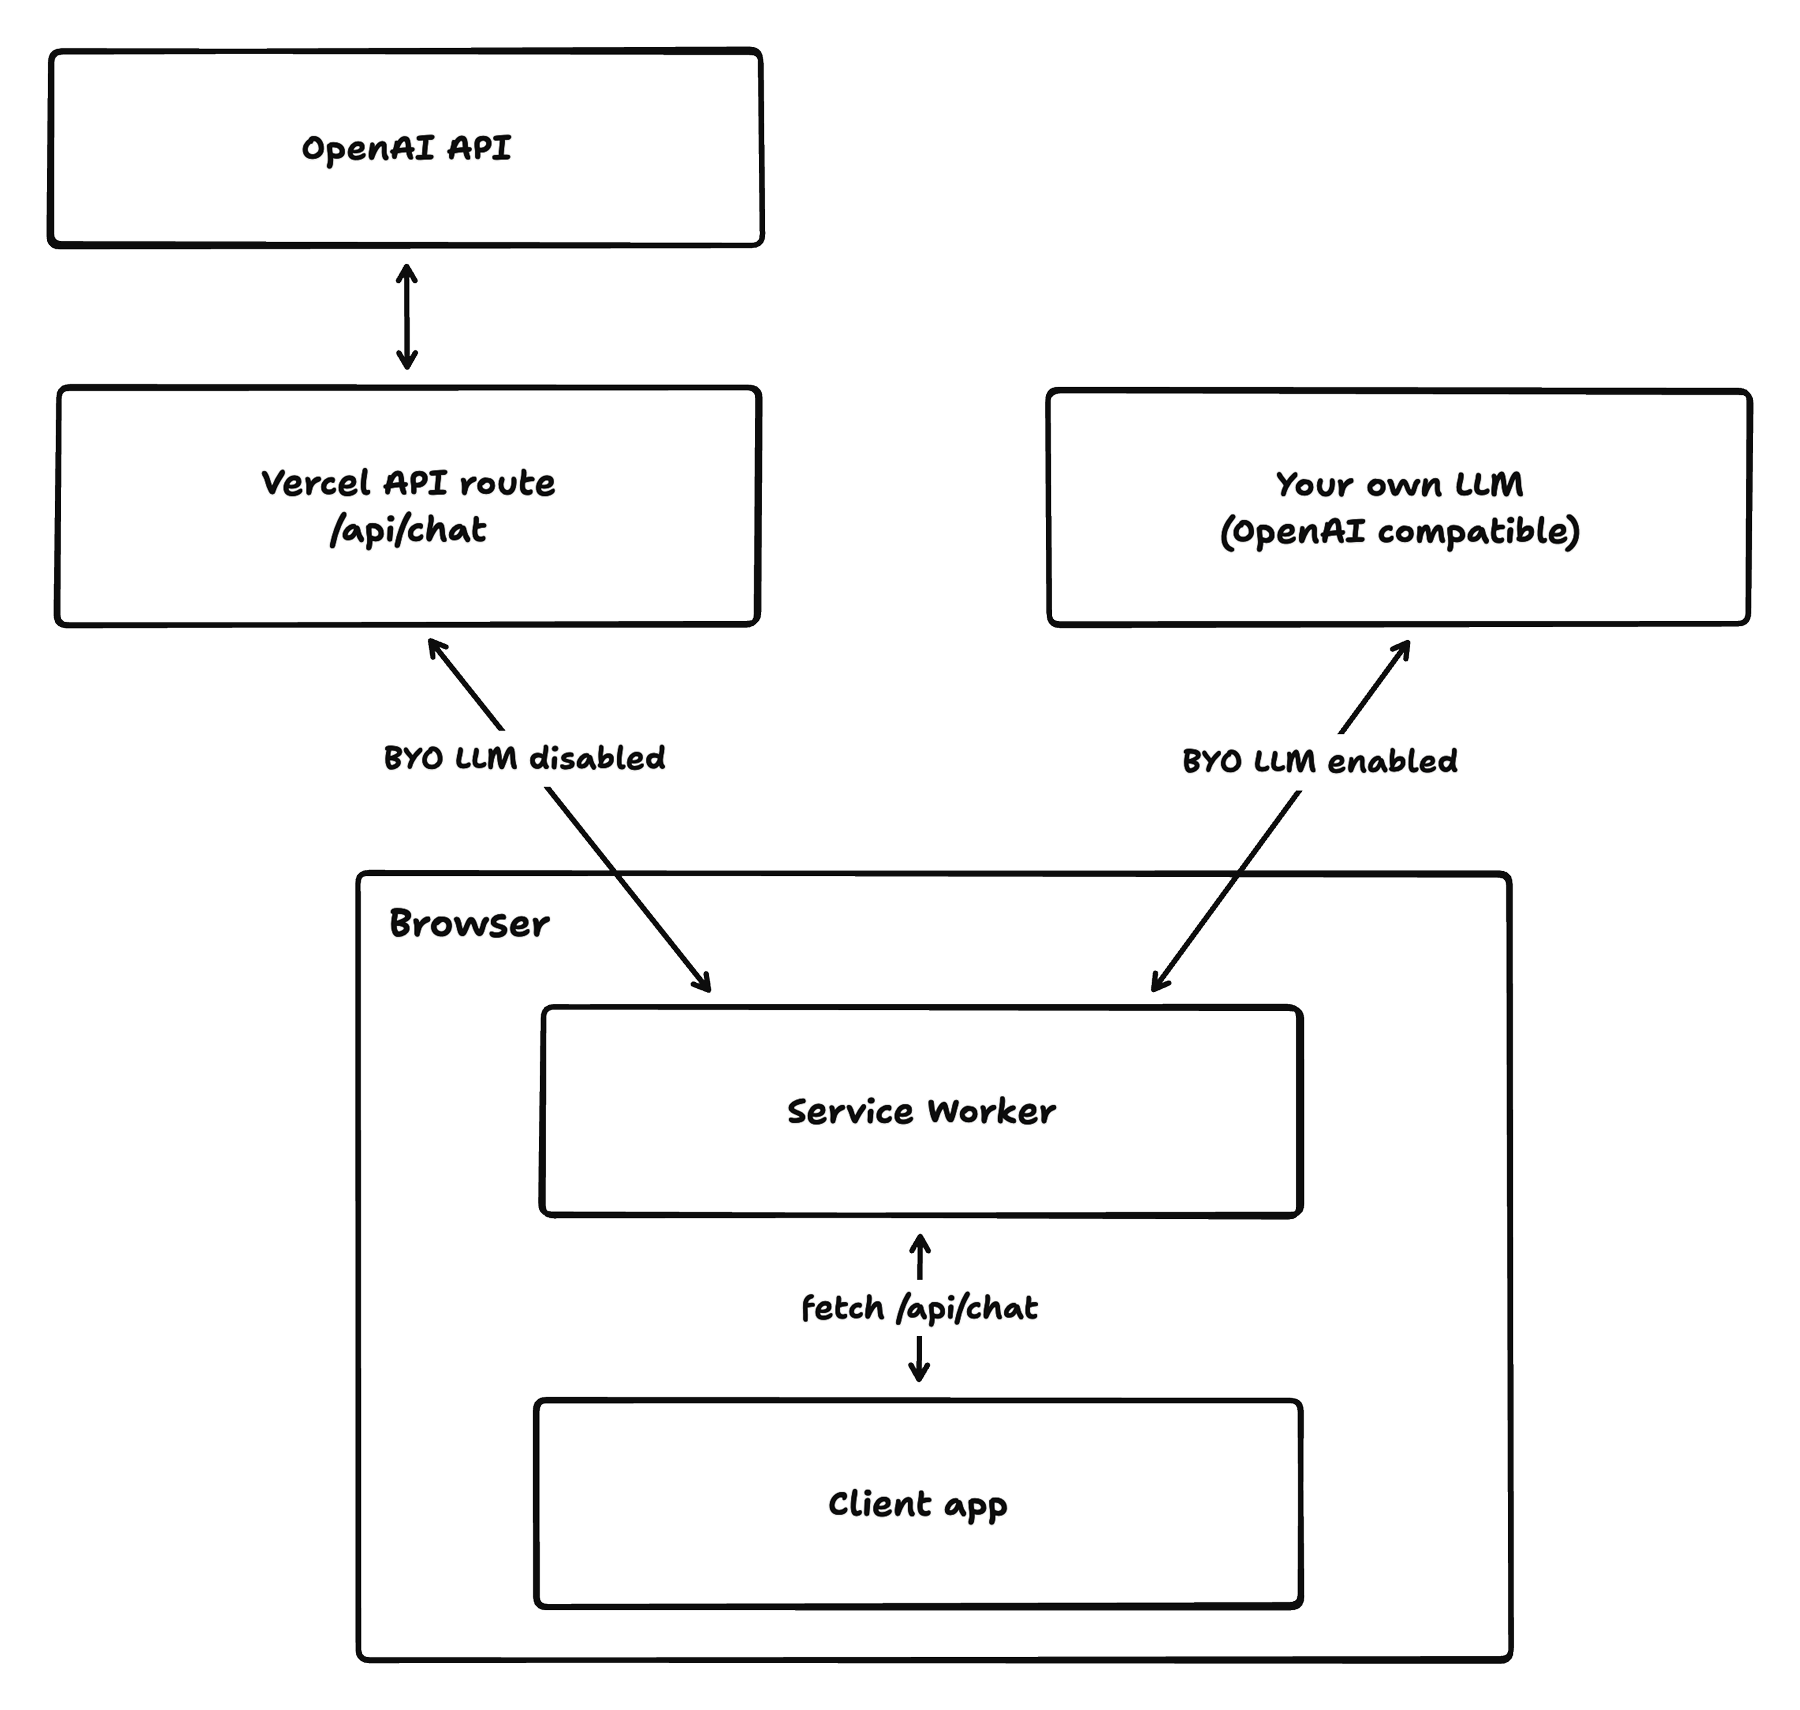 OpenAI API
Vercel API route
/api/chat
Your own LLM
(OpenAI compatible)
BYO LLM disabled
BYO LLM enabled
Browser
Service Worker
fetch /api/chat
Client app